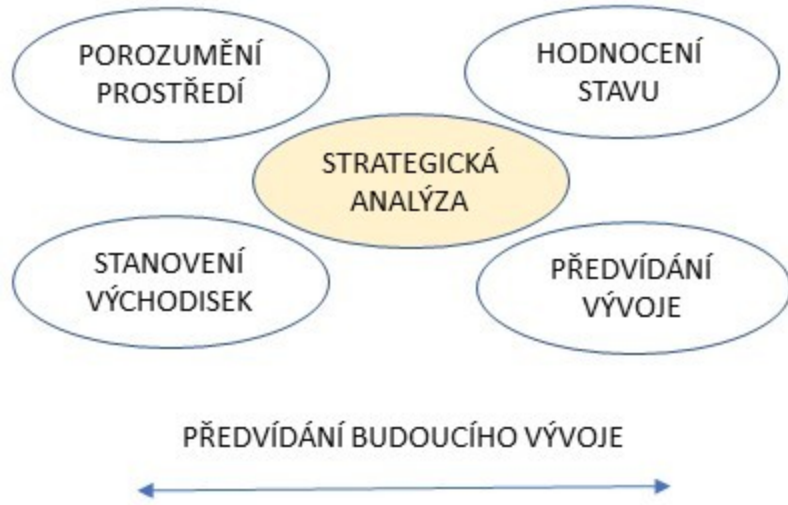 POROZUMĚNÍ
PROSTŘEDÍ
HODNOCENÍ
STAVU
STRATEGICKÁ
ANALÝZA
STANOVENÍ
VÝCHODISEK
PŘEDVÍDÁNÍ
VÝVOJE
PŘEDVÍDÁNÍ BUDOUCÍHO VÝVOJE